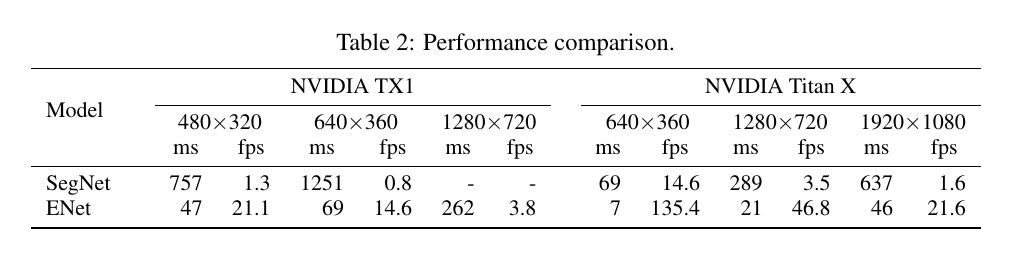 Table 2: Performance comparison.
Model NVIDIA TX1 NVIDIA Titan X
480×320 640×360 1280×720 640×360 1280×720 1920×1080
ms fps ms fps ms fps ms fps ms fps ms fps
SegNet 757 1.3 1251 0.8 - - 69 14.6 289 3.5 637 1.6
ENet 47 21.1 69 14.6 262 3.8 7 135.4 21 46.8 46 21.6